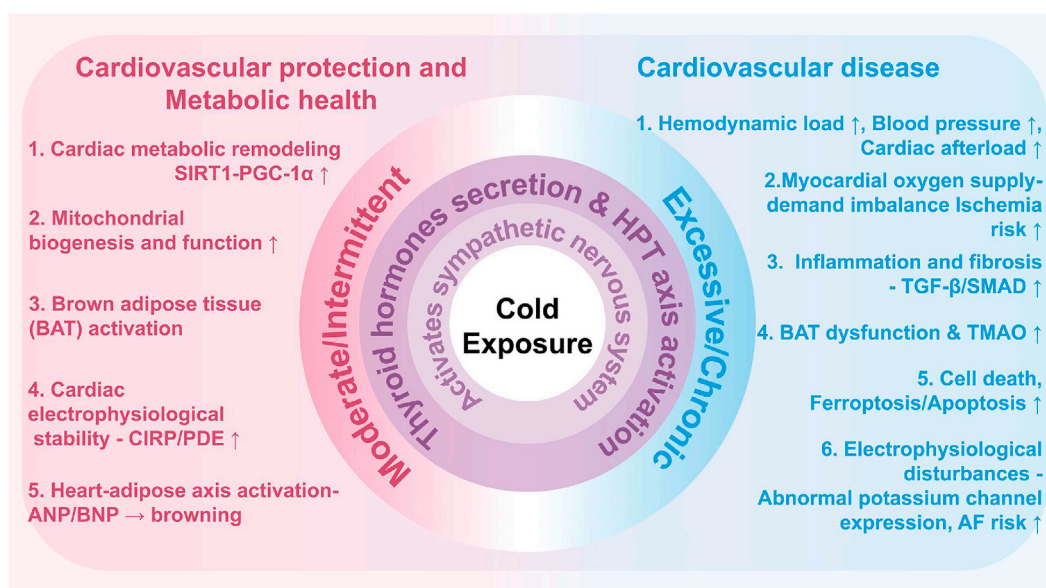 Cardiovascular protection and
Metabolic health
1. Cardiac metabolic remodeling
SIRT1-PGC-1α ↑
2. Mitochondrial
biogenesis and function ↑
3. Brown adipose tissue
(BAT) activation
4. Cardiac
electrophysiological
stability - CIRP/PDE ↑
5. Heart-adipose axis activation-
ANP/BNP → browning
Moderate/Intermittent
Thyroid hormones secretion & HPT axis activation
Activates sympathetic nervous system
Cold
Exposure
Excessive/Chronic
Cardiovascular disease
1. Hemodynamic load ↑, Blood pressure ↑,
Cardiac afterload ↑
2.Myocardial oxygen supply-
demand imbalance Ischemia
risk ↑
3. Inflammation and fibrosis
- TGF-β/SMAD ↑
4. BAT dysfunction & TMAO ↑
5. Cell death,
Ferroptosis/Apoptosis ↑
6. Electrophysiological
disturbances -
Abnormal potassium channel
expression, AF risk ↑